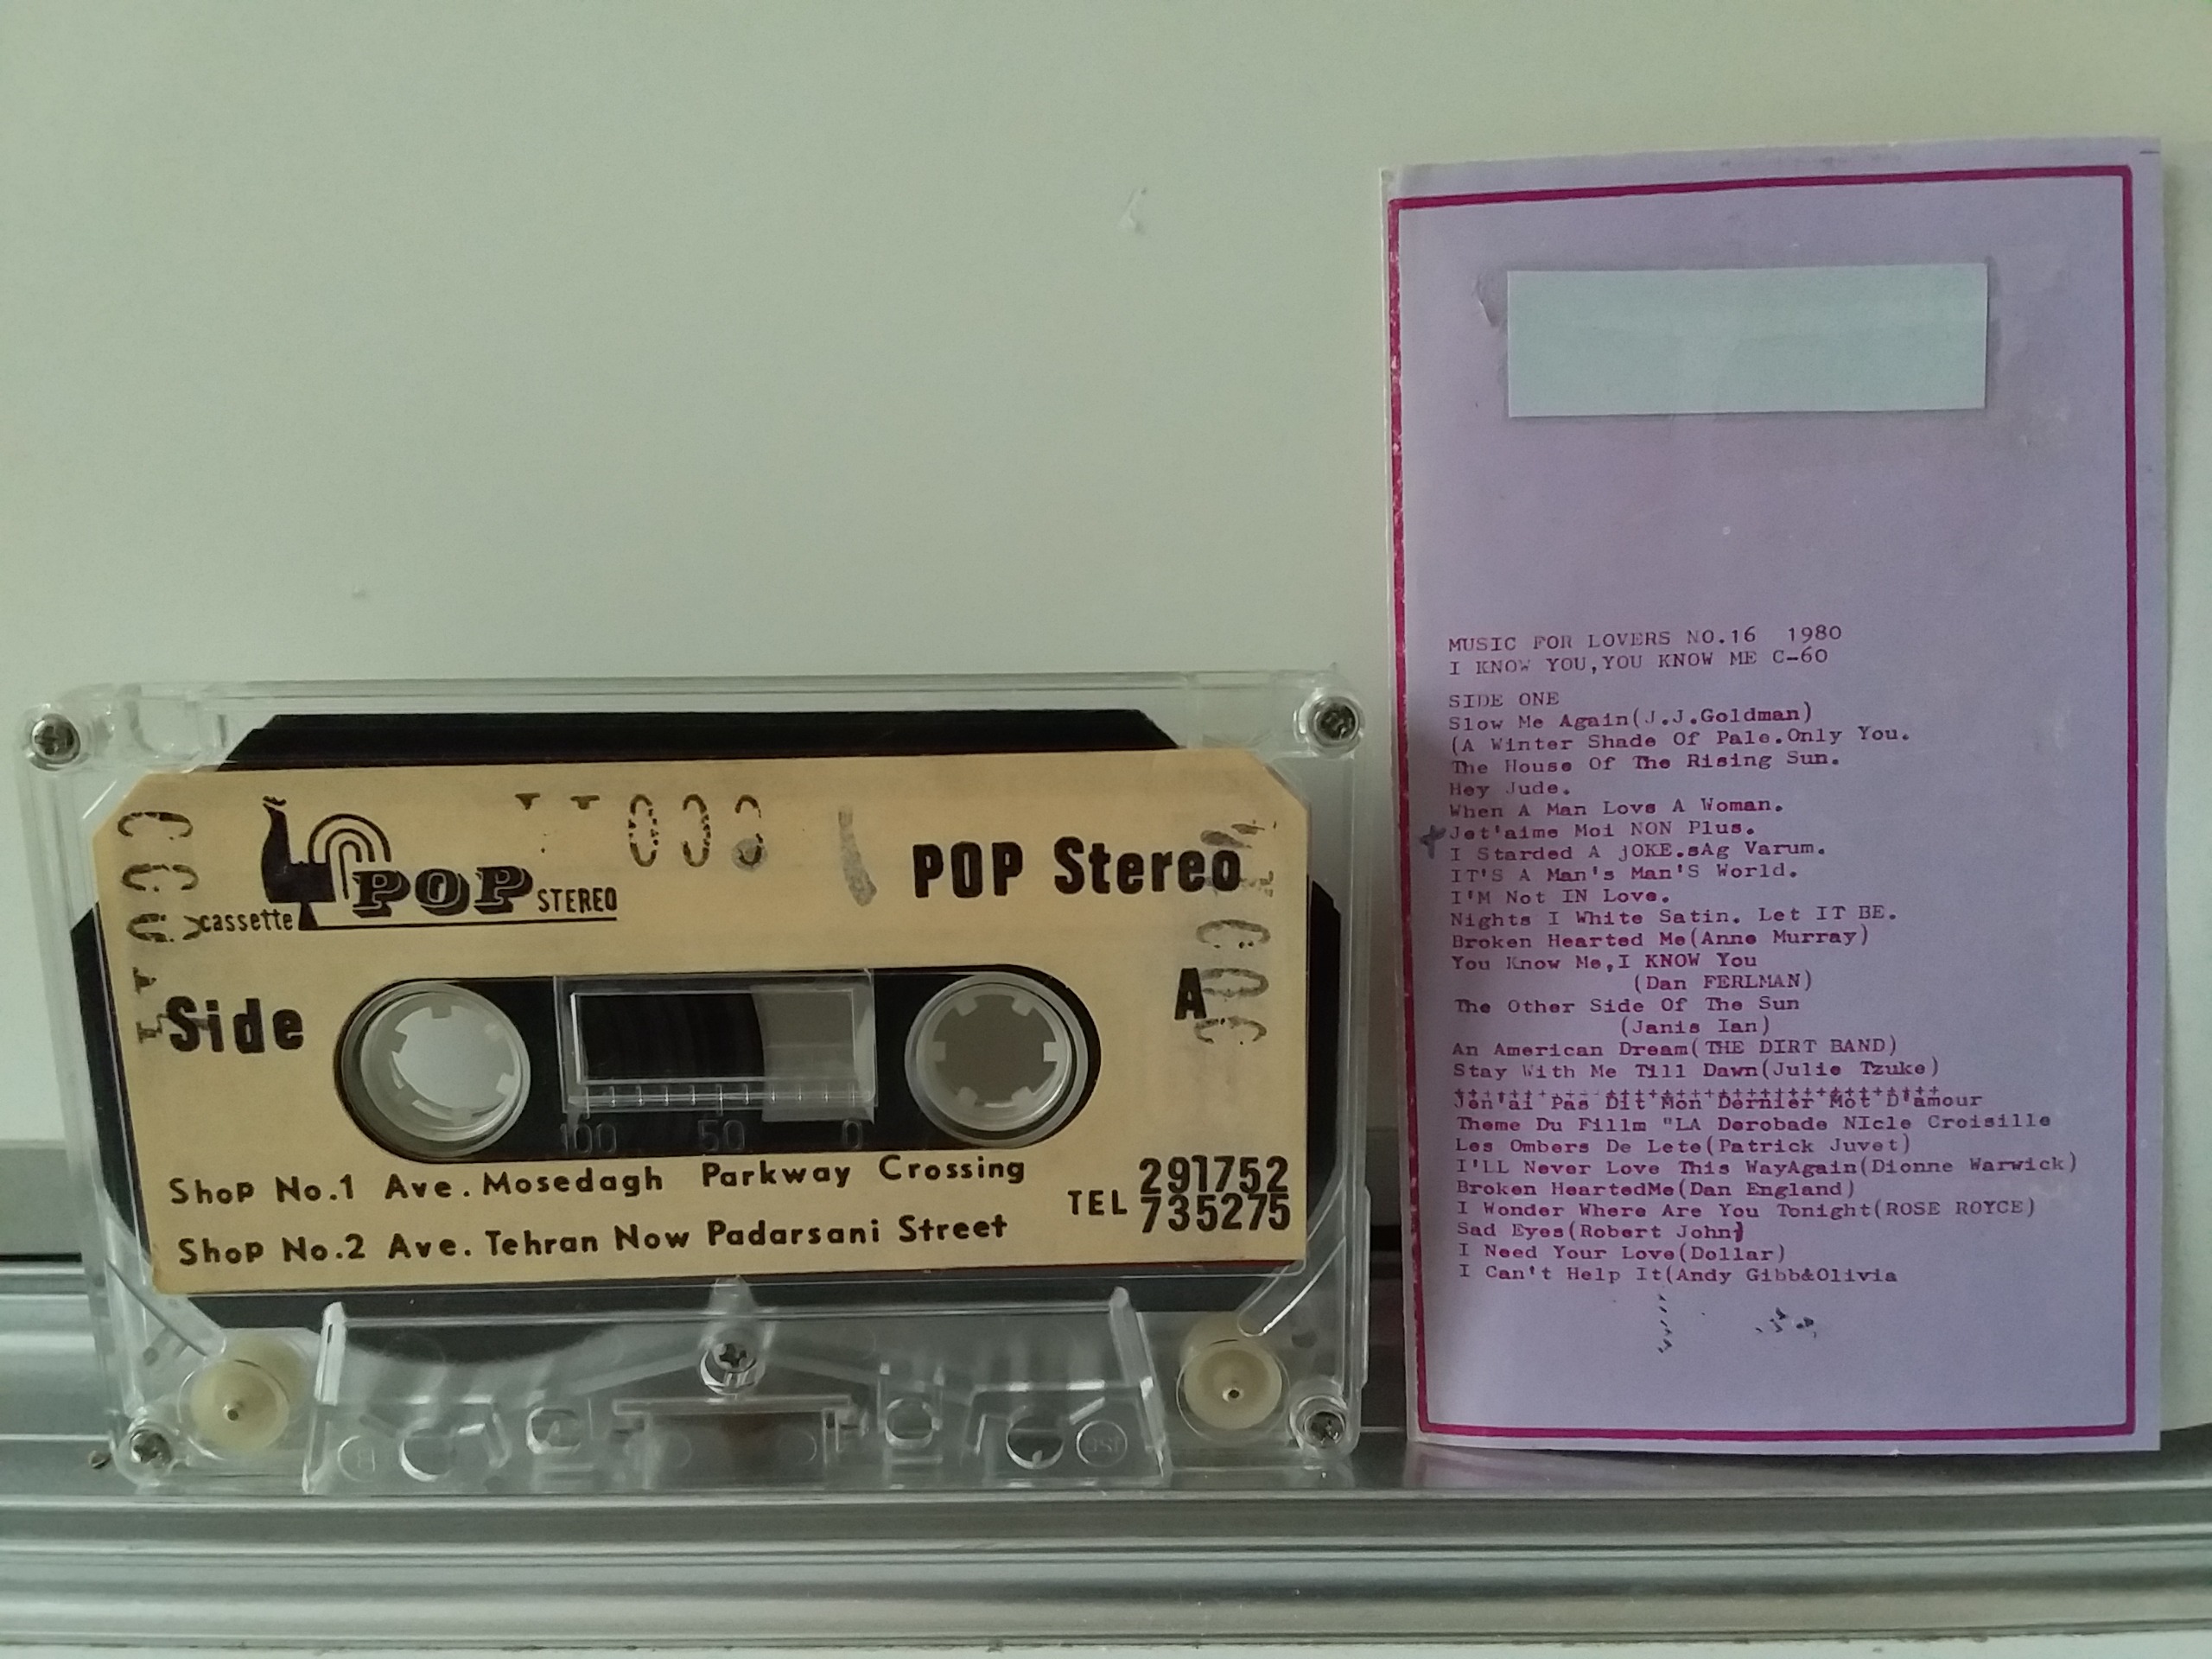 cassette POP STEREO
POP Stereo
Side A
100 50 0
Shop No.1 Ave. Mosedagh Parkway Crossing
Shop No.2 Ave. Tehran Now Padarsani Street
TEL 291752
735275
MUSIC FOR LOVERS NO.16 1980
I KNOW YOU,YOU KNOW ME C-60
SIDE ONE
Slow Me Again(J.J.Goldman)
(A Winter Shade Of Pale.Only You.
The House Of The Rising Sun.
Hey Jude.
When A Man Love A Woman.
Jet'aime Moi NON Plus.
I Starded A jOKE.sAg Varum.
IT'S A Man's Man'S World.
I'M Not IN Love.
Nights I White Satin. Let IT BE.
Broken Hearted Me(Anne Murray)
You Know Me,I KNOW You
(Dan FERLMAN)
The Other Side Of The Sun
(Janis Ian)
An American Dream(THE DIRT BAND)
Stay With Me Till Dawn(Julie Tzuke)
Jen'ai Pas Dit Mon Dernier Mot D'amour
Theme Du Fillm "LA Derobade NIcle Croisille
Les Ombers De Lete(Patrick Juvet)
I'LL Never Love This WayAgain(Dionne Warwick)
Broken HeartedMe(Dan England)
I Wonder Where Are You Tonight(ROSE ROYCE)
Sad Eyes(Robert John)
I Need Your Love(Dollar)
I Can't Help It(Andy Gibb&Olivia